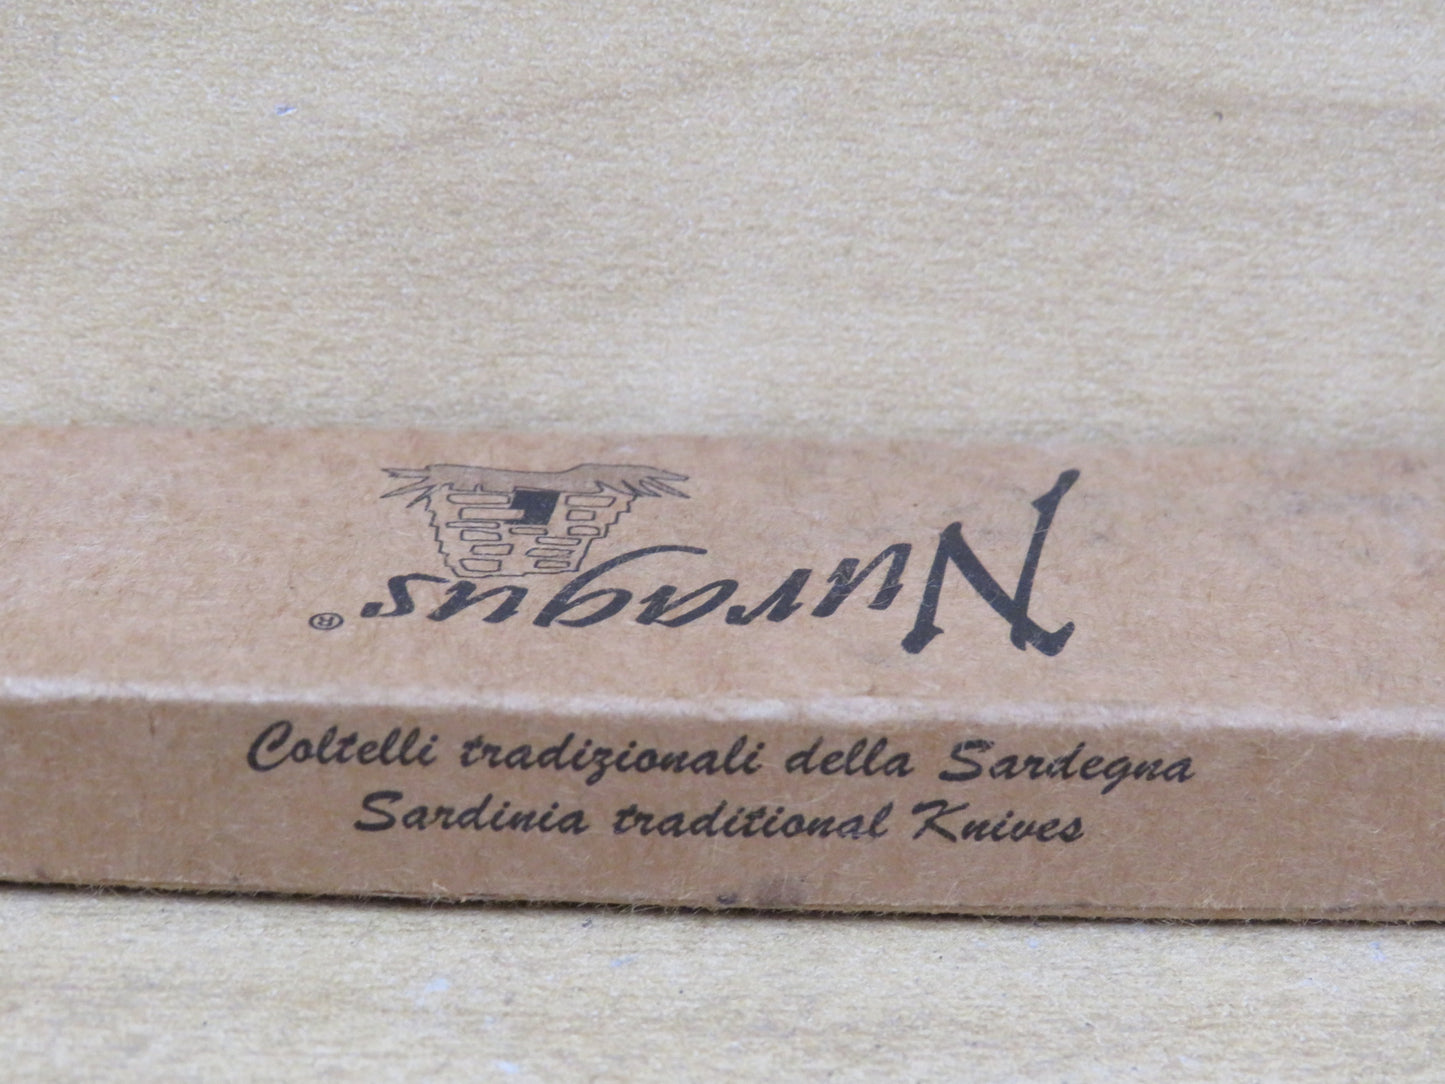 Nuragus®
Coltelli tradizionali della Sardegna
Sardinia traditional Knives